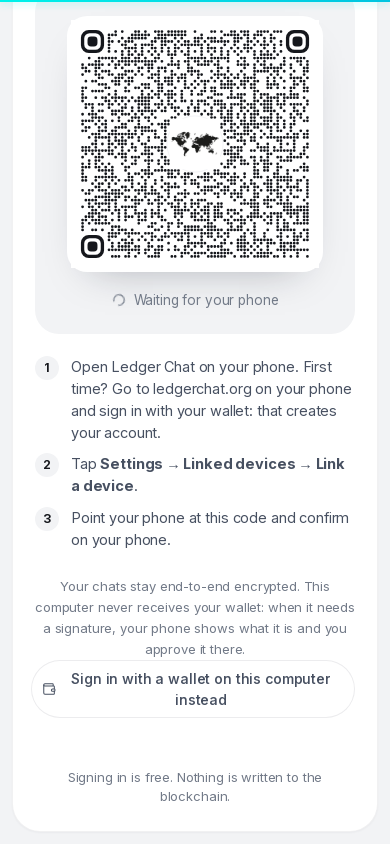 Waiting for your phone
1 Open Ledger Chat on your phone. First
time? Go to ledgerchat.org on your phone
and sign in with your wallet: that creates
your account.
2 Tap Settings → Linked devices → Link
a device.
3 Point your phone at this code and confirm
on your phone.
Your chats stay end-to-end encrypted. This
computer never receives your wallet: when it needs
a signature, your phone shows what it is and you
approve it there.
Sign in with a wallet on this computer
instead
Signing in is free. Nothing is written to the
blockchain.